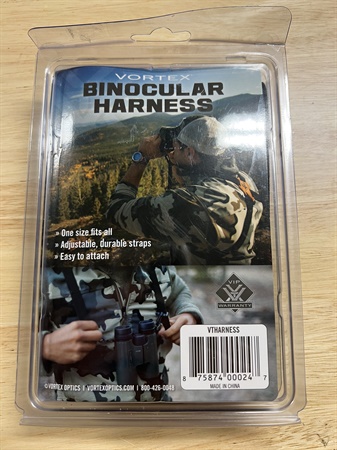 VORTEX
BINOCULAR
HARNESS
» One size fits all
» Adjustable, durable straps
» Easy to attach
VIP
WARRANTY
VTHARNESS
8 75874 00024 7
MADE IN CHINA
©VORTEX OPTICS | VORTEXOPTICS.COM | 800-426-0048